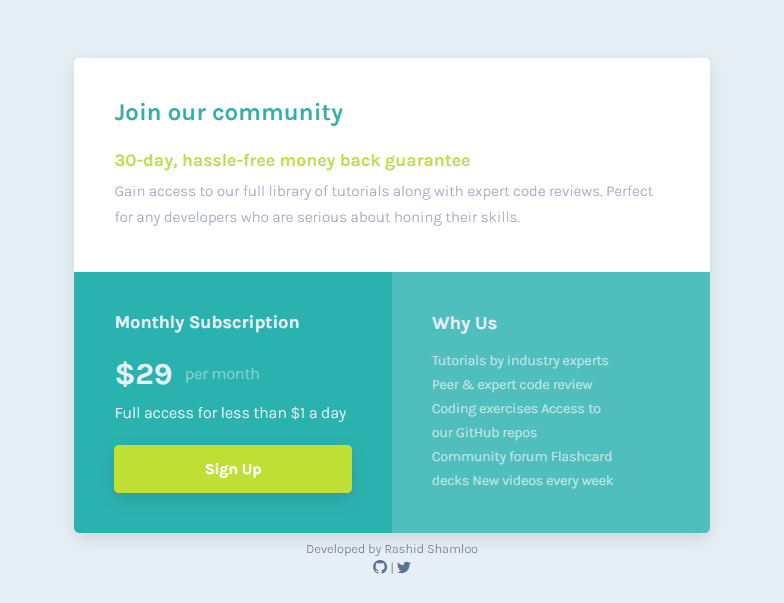 Join our community
30-day, hassle-free money back guarantee
Gain access to our full library of tutorials along with expert code reviews. Perfect
for any developers who are serious about honing their skills.
Monthly Subscription
$29 per month
Full access for less than $1 a day
Sign Up
Why Us
Tutorials by industry experts
Peer & expert code review
Coding exercises Access to
our GitHub repos
Community forum Flashcard
decks New videos every week
Developed by Rashid Shamloo
|